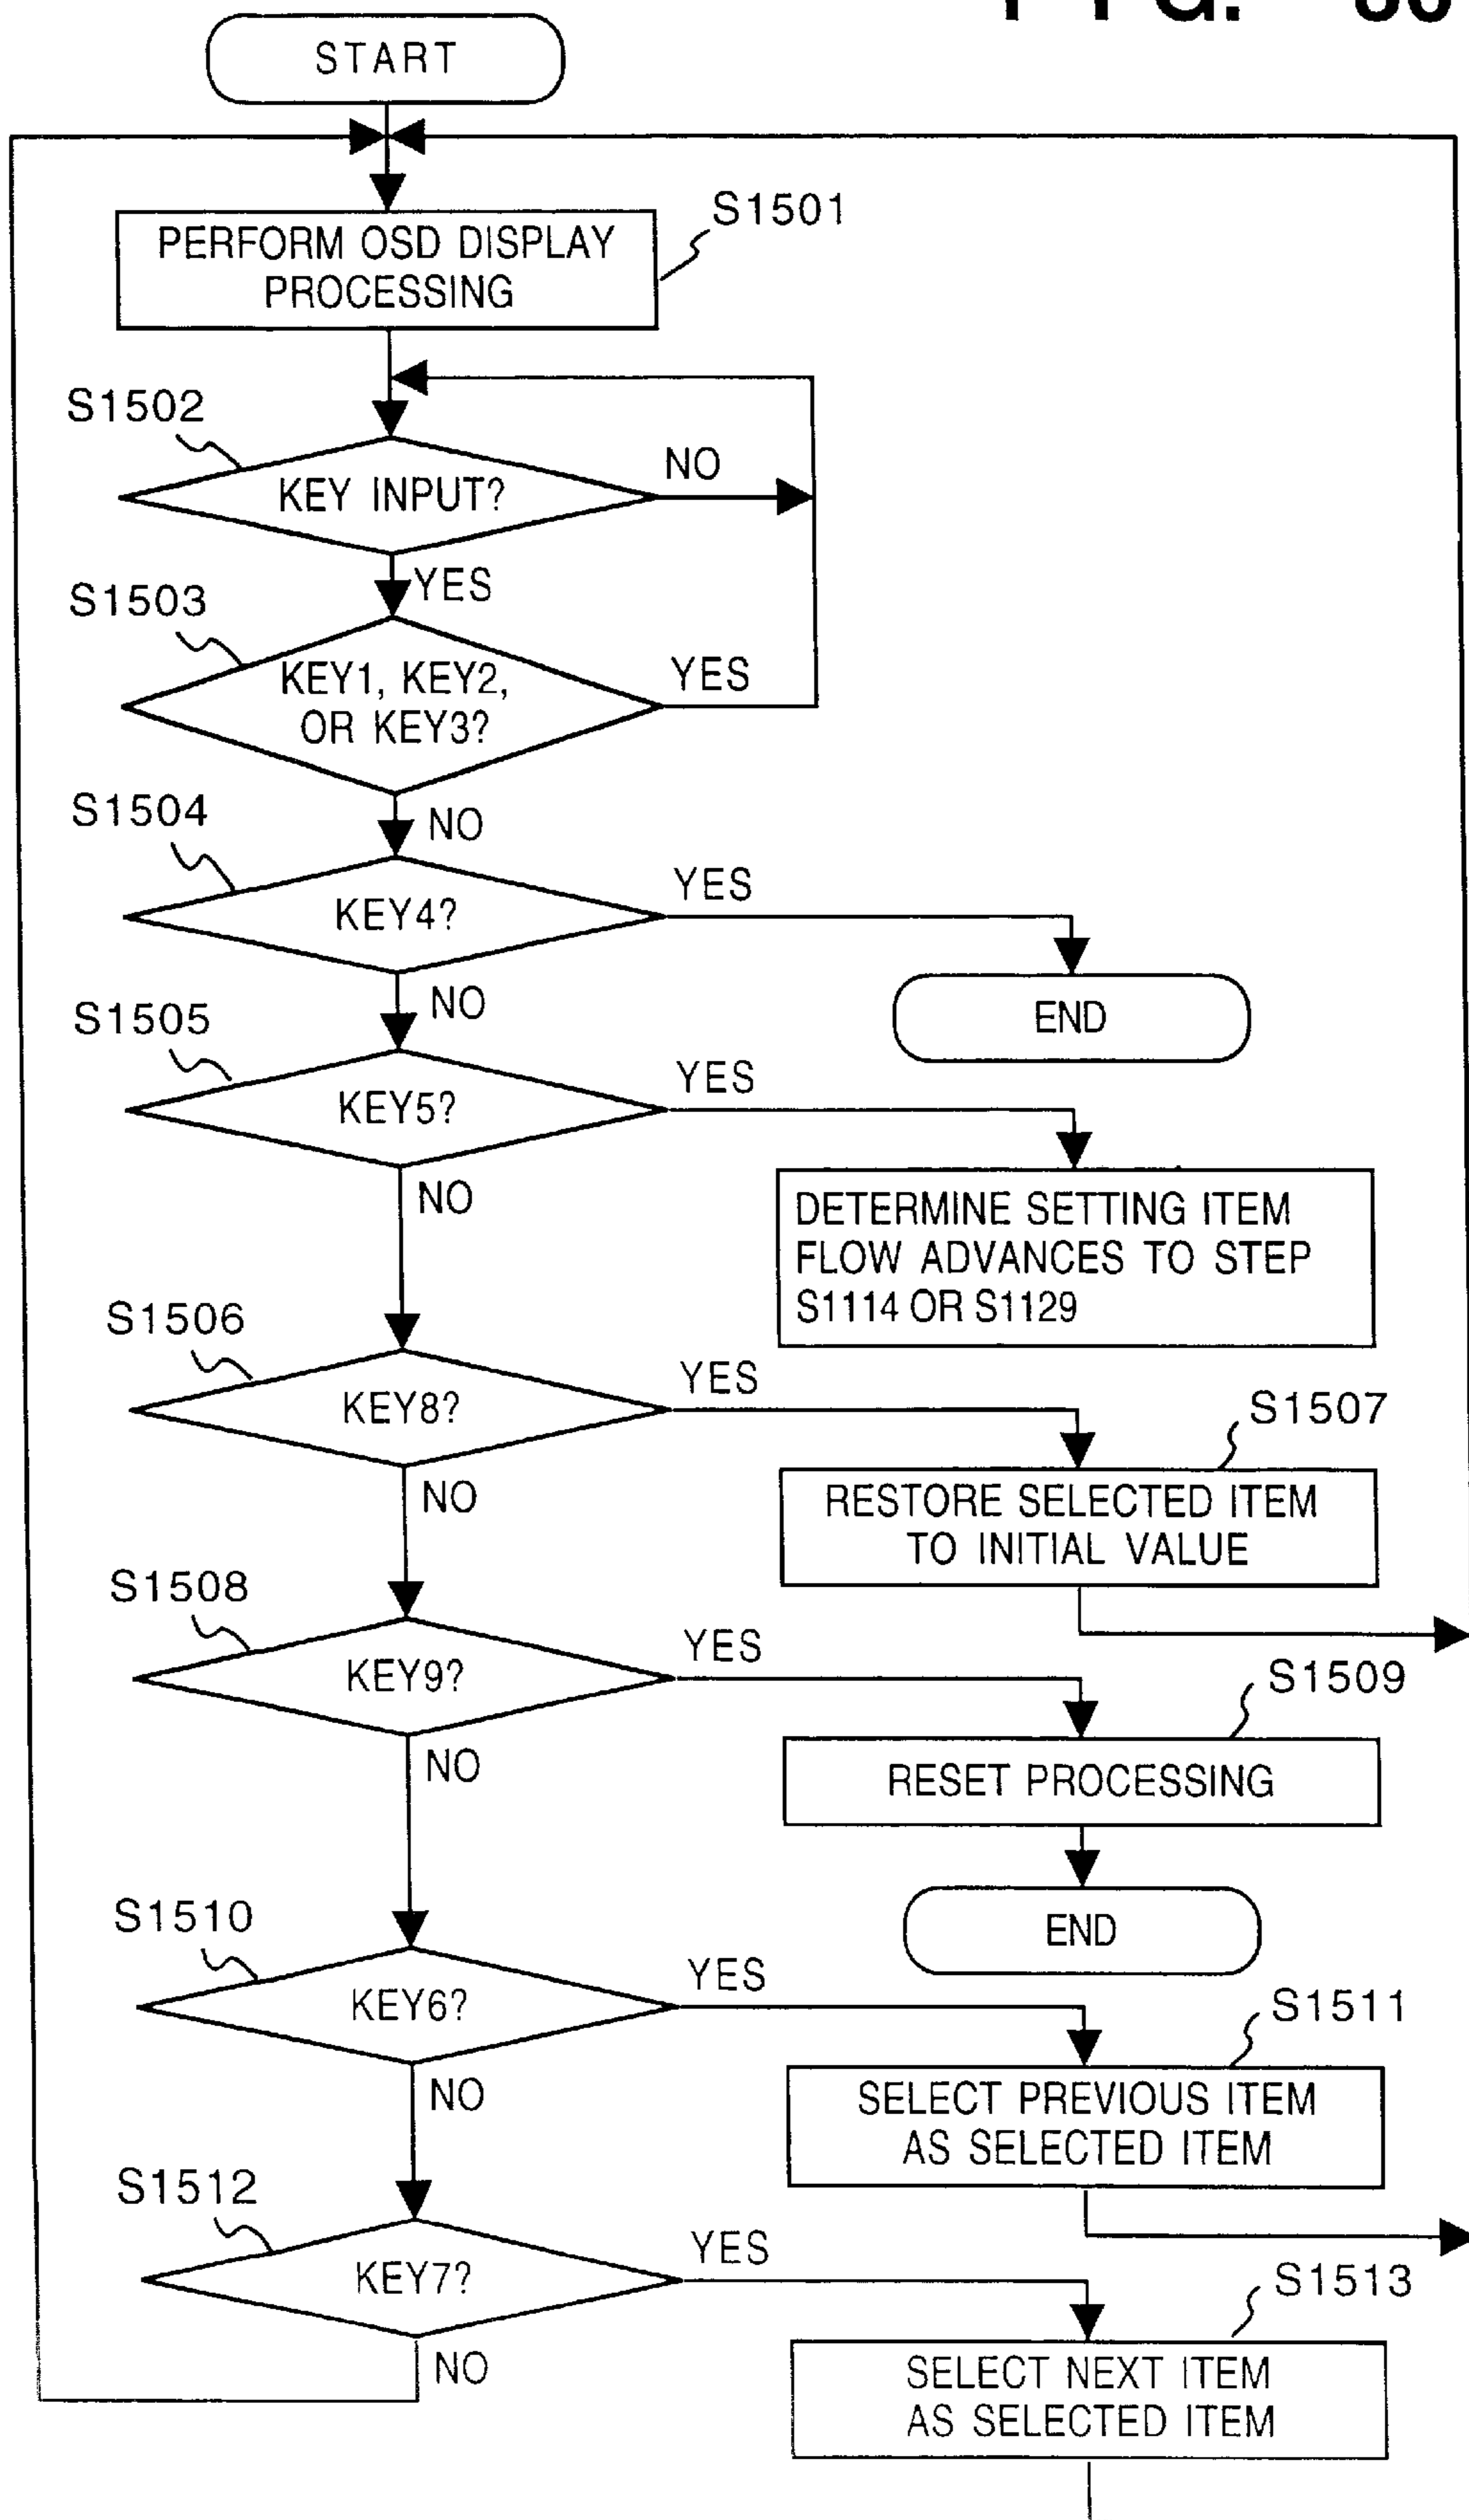 START
S1501
PERFORM OSD DISPLAY
PROCESSING
S1502
KEY INPUT?
NO
YES
S1503
KEY1, KEY2,
OR KEY3?
YES
NO
S1504
KEY4?
YES
NO
END
S1505
KEY5?
YES
NO
DETERMINE SETTING ITEM
FLOW ADVANCES TO STEP
S1114 OR S1129
S1506
KEY8?
YES
NO
S1507
RESTORE SELECTED ITEM
TO INITIAL VALUE
S1508
KEY9?
YES
NO
S1509
RESET PROCESSING
END
S1510
KEY6?
YES
NO
S1511
SELECT PREVIOUS ITEM
AS SELECTED ITEM
S1512
KEY7?
YES
NO
S1513
SELECT NEXT ITEM
AS SELECTED ITEM